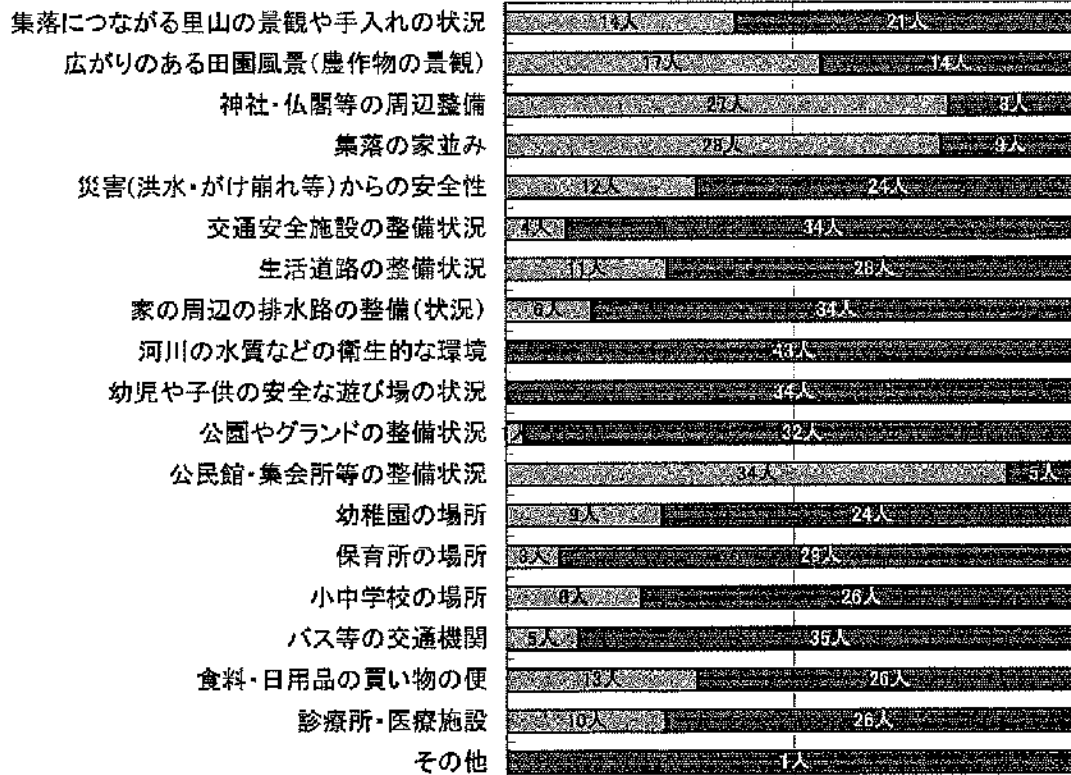 集落につながる里山の景観や手入れの状況 14人 21人
広がりのある田園風景(農作物の景観) 17人 14人
神社・仏閣等の周辺整備 27人 8人
集落の家並み 28人 9人
災害(洪水・がけ崩れ等)からの安全性 12人 24人
交通安全施設の整備状況 4人 34人
生活道路の整備状況 11人 28人
家の周辺の排水路の整備(状況) 6人 34人
河川の水質などの衛生的な環境 43人
幼児や子供の安全な遊び場の状況 34人
公園やグランドの整備状況 32人
公民館・集会所等の整備状況 34人 5人
幼稚園の場所 9人 24人
保育所の場所 3人 29人
小中学校の場所 8人 26人
バス等の交通機関 5人 35人
食料・日用品の買い物の便 13人 26人
診療所・医療施設 10人 26人
その他 1人